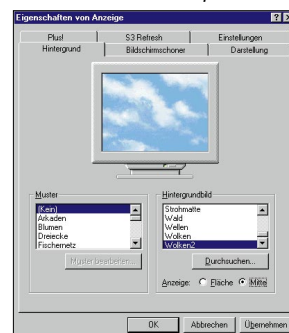 Eigenschaften von Anzeige
Plus! S3 Refresh Einstellungen
Hintergrund Bildschirmschoner Darstellung
Muster
(Kein)
Arkaden
Blumen
Dreiecke
Fischernetz
Muster bearbeiten...
Hintergrundbild
Strohmatte
Wald
Wellen
Wolken
Wolken2
Durchsuchen...
Anzeige: Fläche Mitte
OK Abbrechen Übernehmen